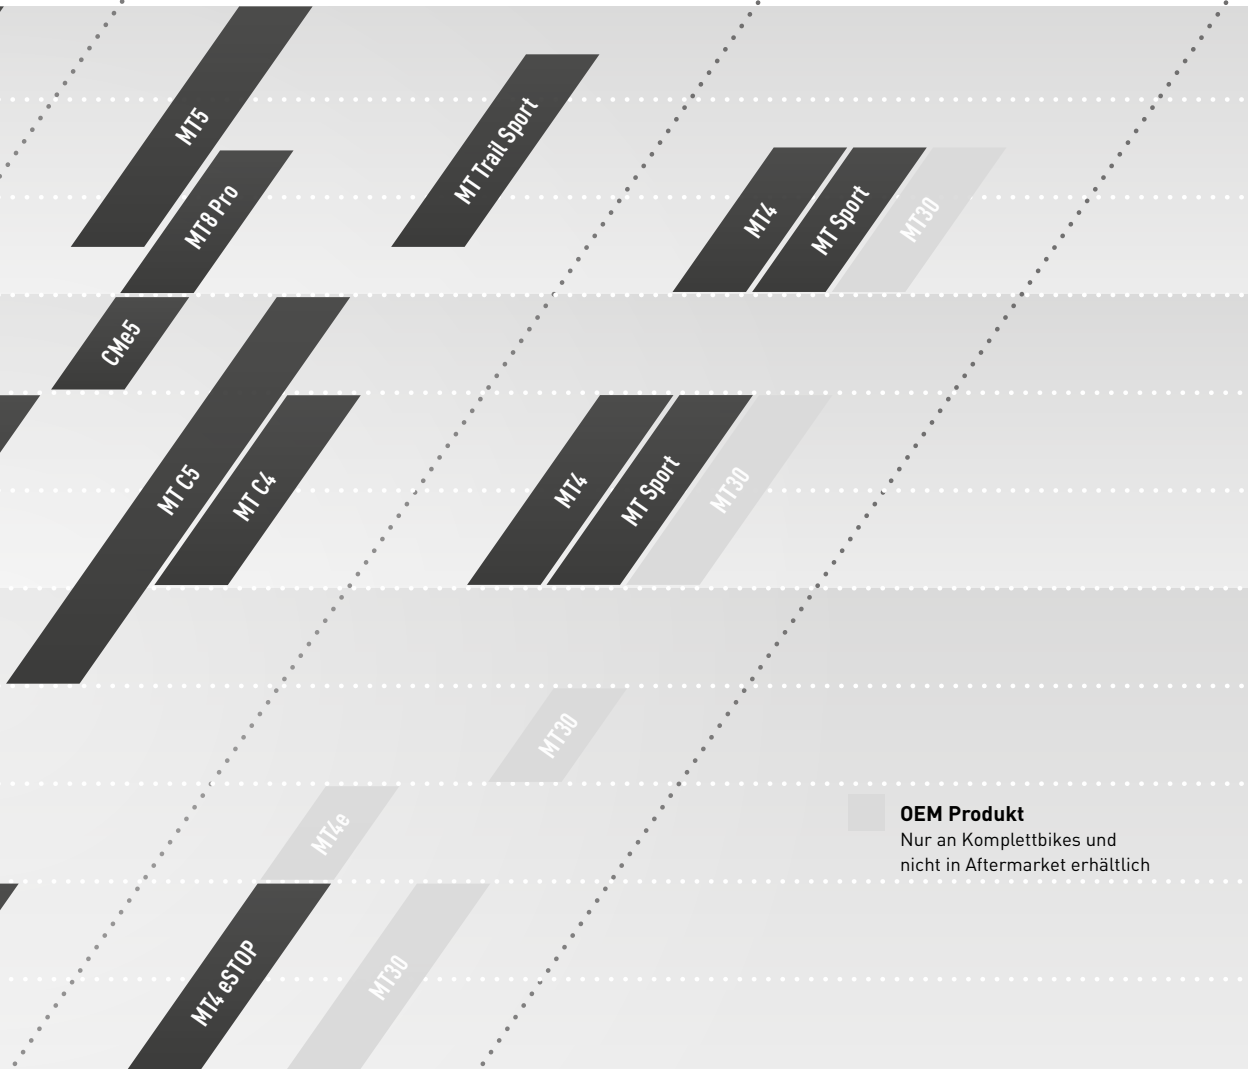 MT5
MT Trail Sport
MT8 Pro
MT4
MT Sport
MT30
CMe5
MT C5
MT C4
MT4
MT Sport
MT30
MT30
MT4e
OEM Produkt
Nur an Komplettbikes und
nicht in Aftermarket erhältlich
MT4 eSTOP
MT30